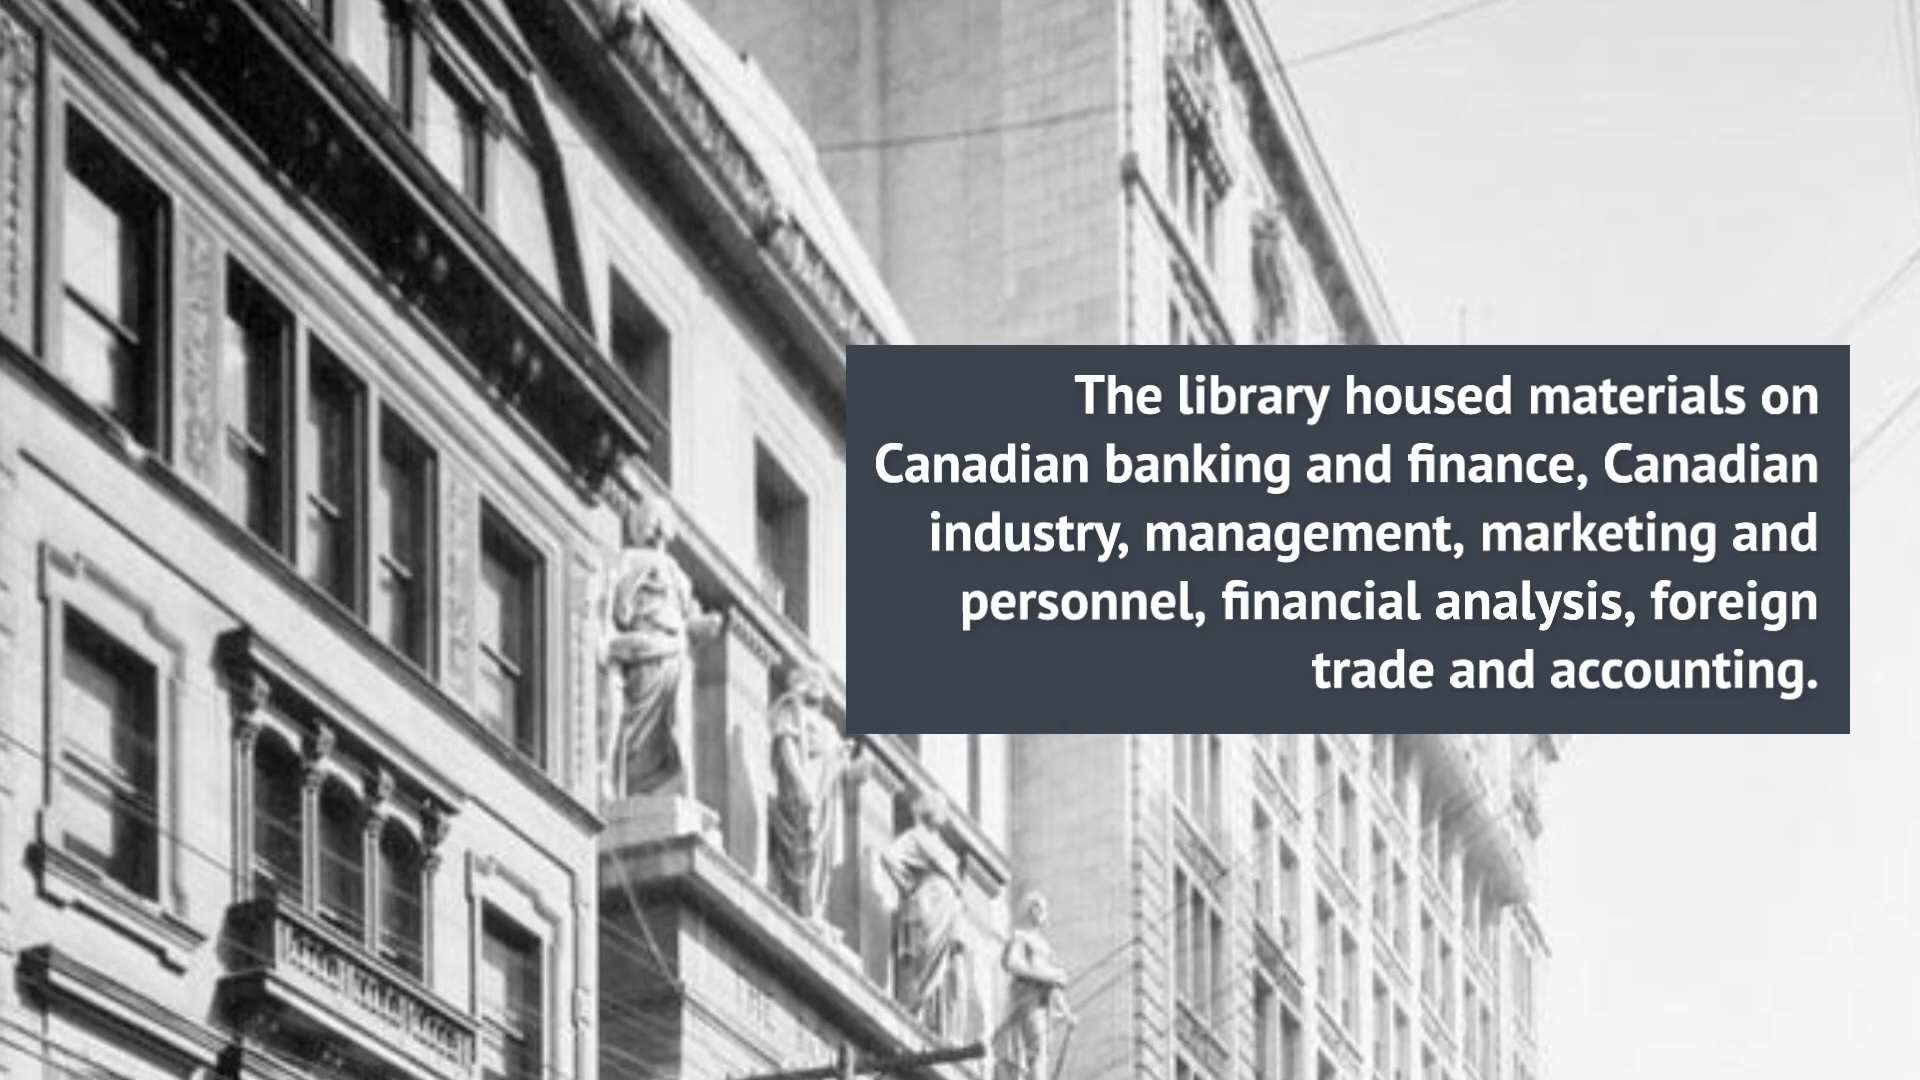 The library housed materials on
Canadian banking and finance, Canadian
industry, management, marketing and
personnel, financial analysis, foreign
trade and accounting.
THE